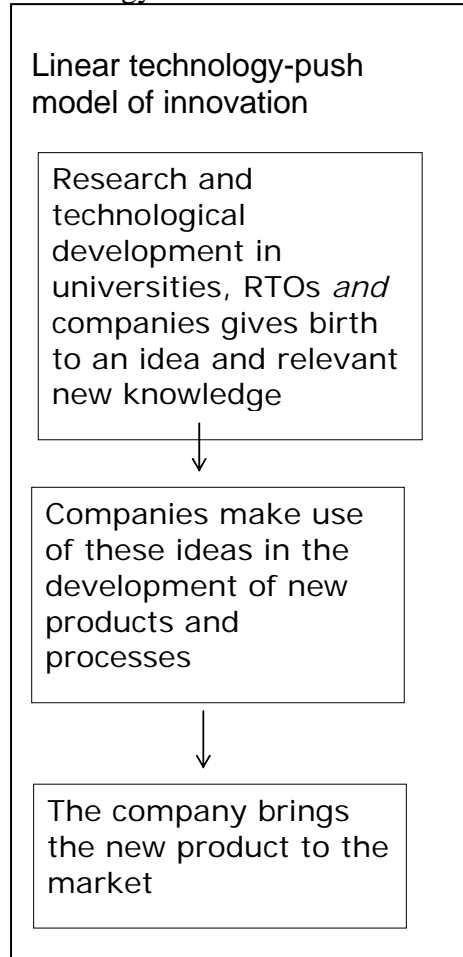 Linear technology-push
model of innovation
Research and
technological
development in
universities, RTOs and
companies gives birth
to an idea and relevant
new knowledge
Companies make use
of these ideas in the
development of new
products and
processes
The company brings
the new product to the
market